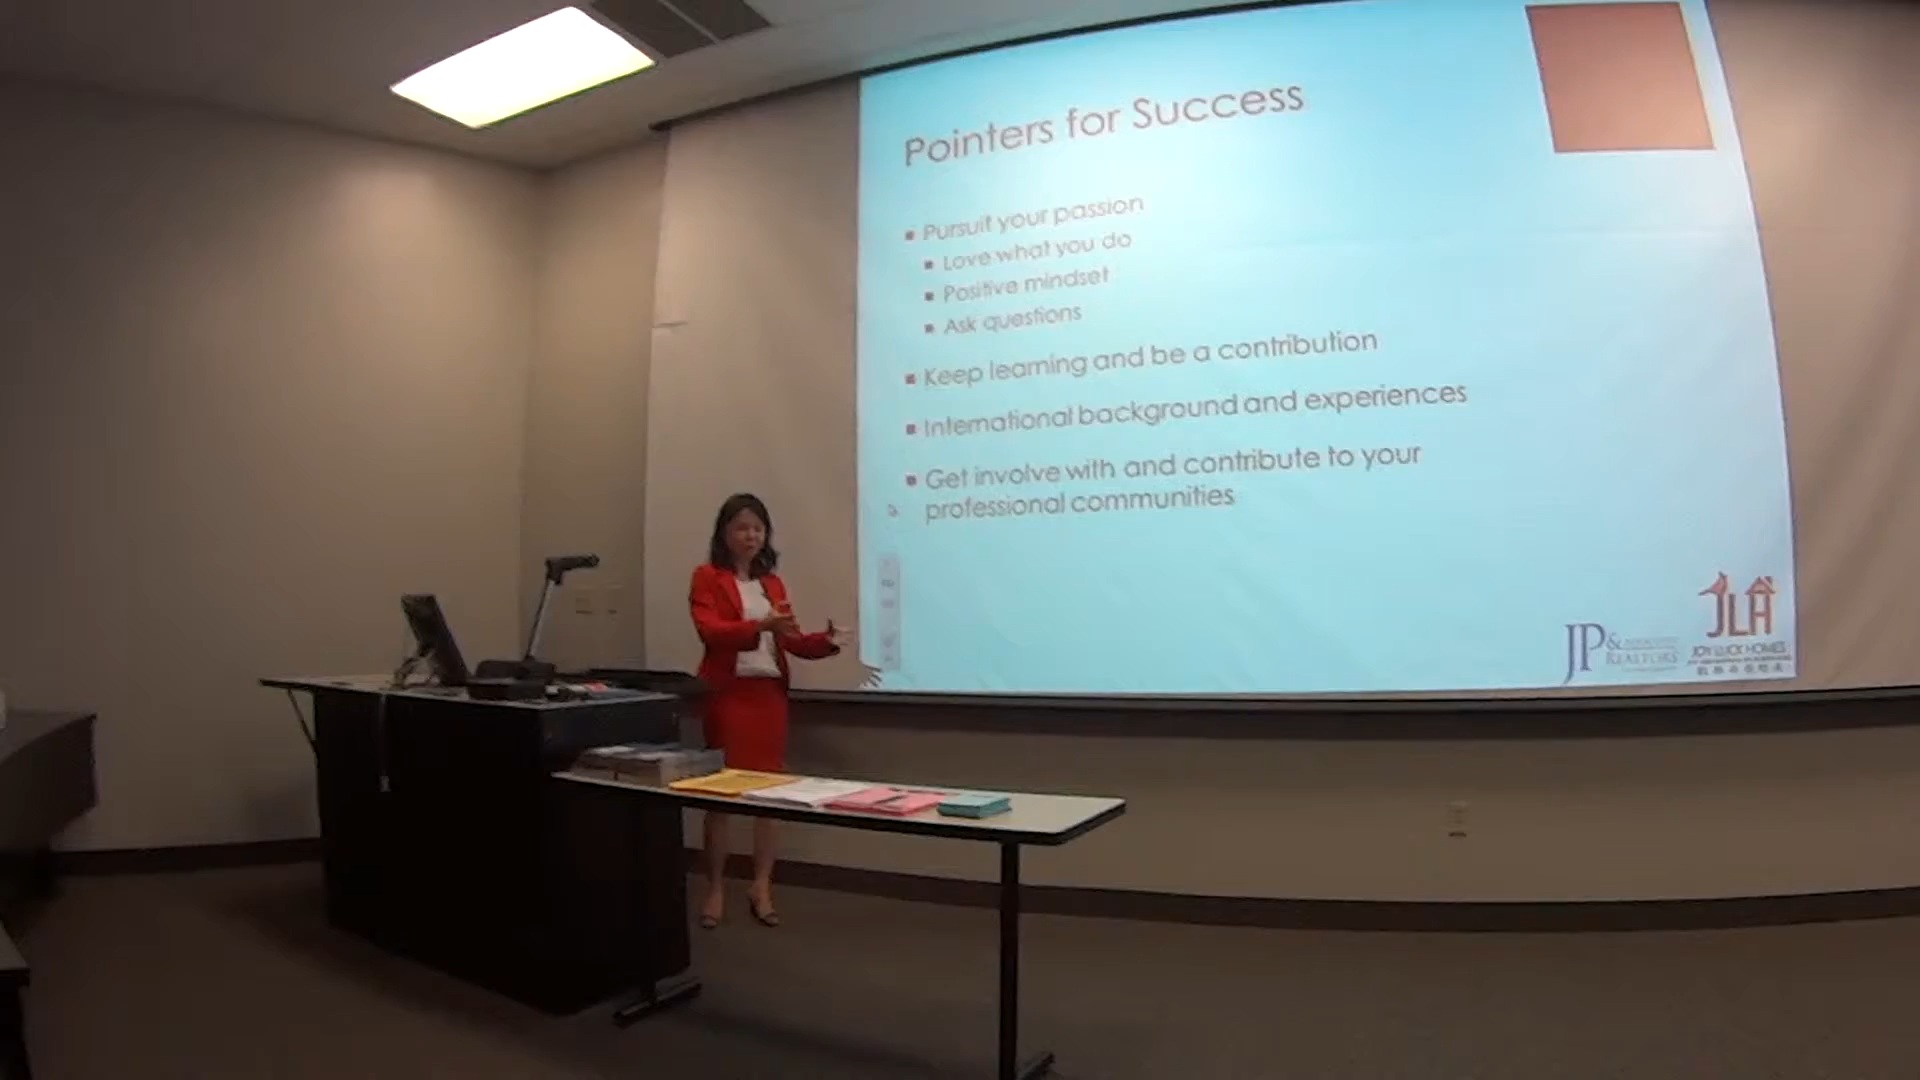 Pointers for Success
Pursuit your passion
Love what you do
Positive mindset
Ask questions
Keep learning and be a contribution
International background and experiences
Get involve with and contribute to your
professional communities
JP &
REALTORS
JLH
JOY LUCK HOMES